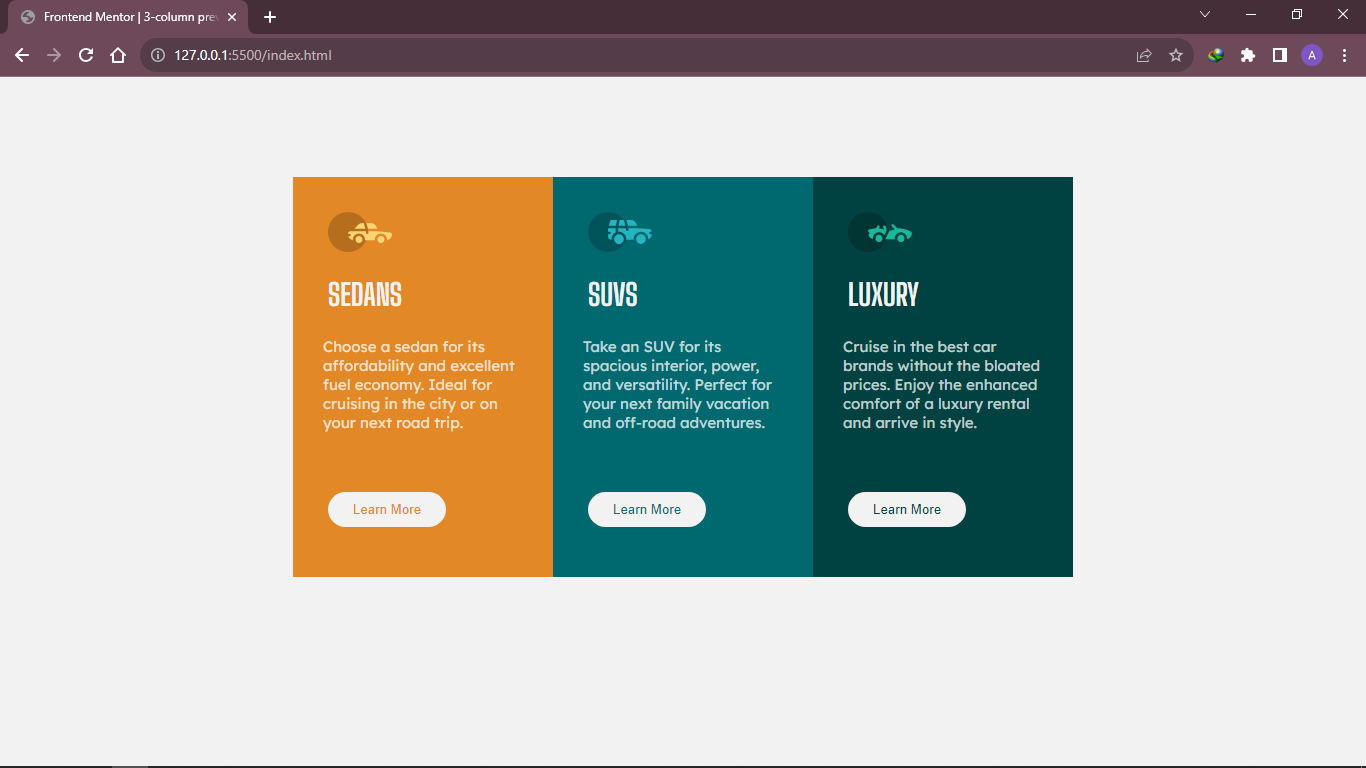 Frontend Mentor | 3-column prev
127.0.0.1:5500/index.html
A
SEDANS
Choose a sedan for its
affordability and excellent
fuel economy. Ideal for
cruising in the city or on
your next road trip.
Learn More
SUVS
Take an SUV for its
spacious interior, power,
and versatility. Perfect for
your next family vacation
and off-road adventures.
Learn More
LUXURY
Cruise in the best car
brands without the bloated
prices. Enjoy the enhanced
comfort of a luxury rental
and arrive in style.
Learn More